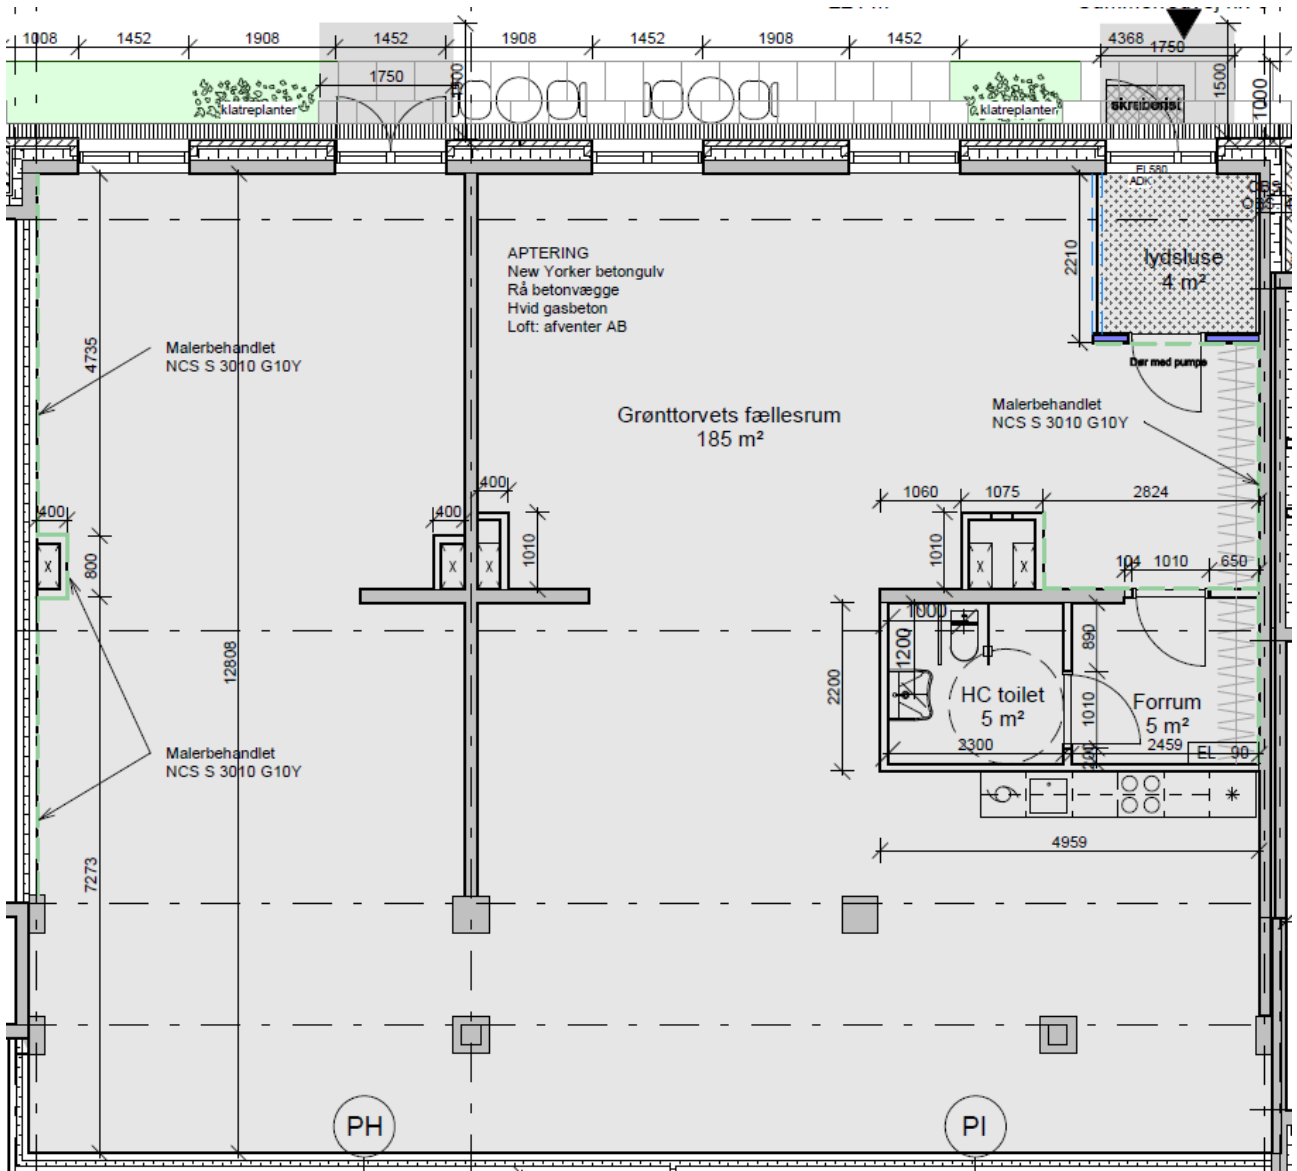 1008
1452
1908
1452
1908
1452
1908
1452
4368
1750
1750
1500
1000
klatreplanter
klatreplanter
skraberist
EL580
ADK
lydsluse
4 m²
2210
APTERING
New Yorker betongulv
Rå betonvægge
Hvid gasbeton
Loft: afventer AB
Malerbehandlet
NCS S 3010 G10Y
4735
Dør med pumpe
Grønttorvets fællesrum
185 m²
Malerbehandlet
NCS S 3010 G10Y
400
400
400
1060
1075
2824
1010
1010
X
X
X
X
X
800
104
1010
650
12808
1000
1200
2200
890
1010
HC toilet
5 m²
Forrum
5 m²
2300
2459
EL
90
Malerbehandlet
NCS S 3010 G10Y
4959
7273
PH
PI